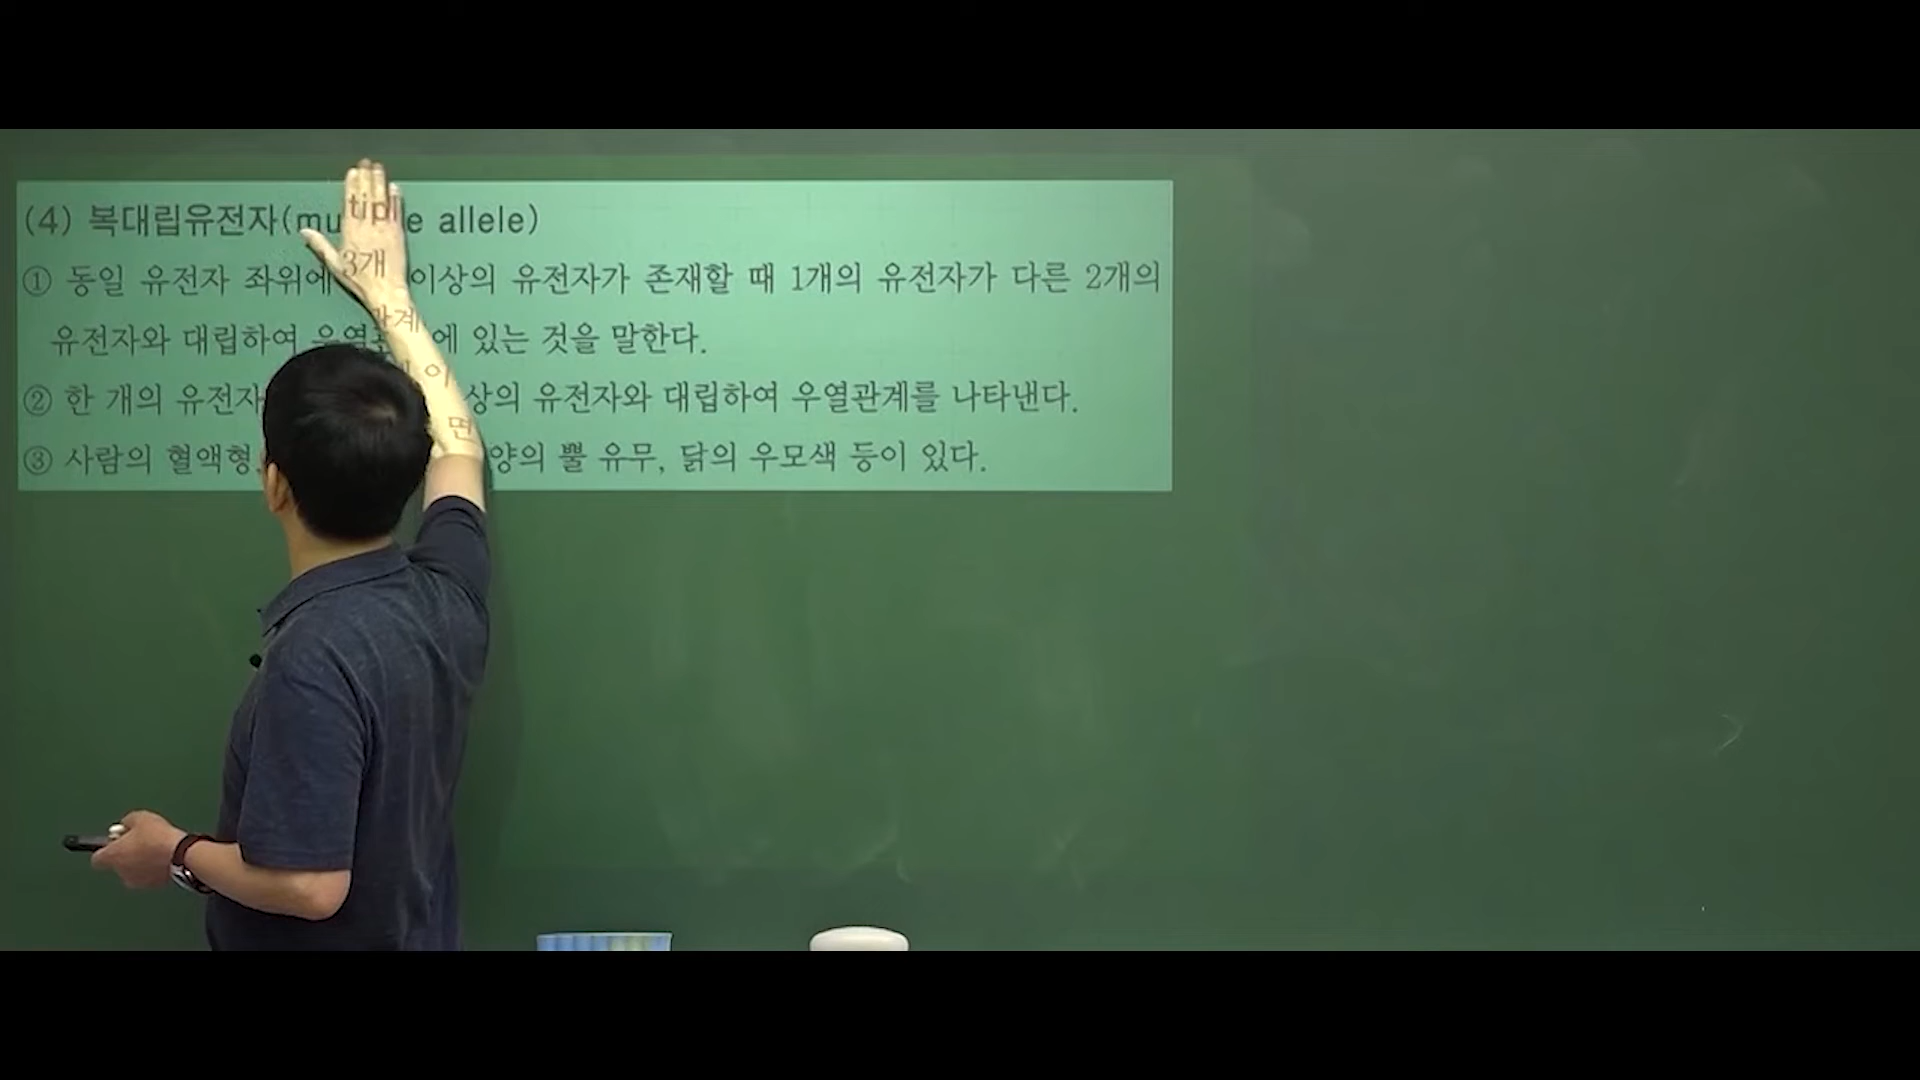 (4) 복대립유전자(multiple allele)
① 동일 유전자 좌위에 3개 이상의 유전자가 존재할 때 1개의 유전자가 다른 2개의
유전자와 대립하여 우열관계에 있는 것을 말한다.
② 한 개의 유전자 이상의 유전자와 대립하여 우열관계를 나타낸다.
③ 사람의 혈액형, 면양의 뿔 유무, 닭의 우모색 등이 있다.